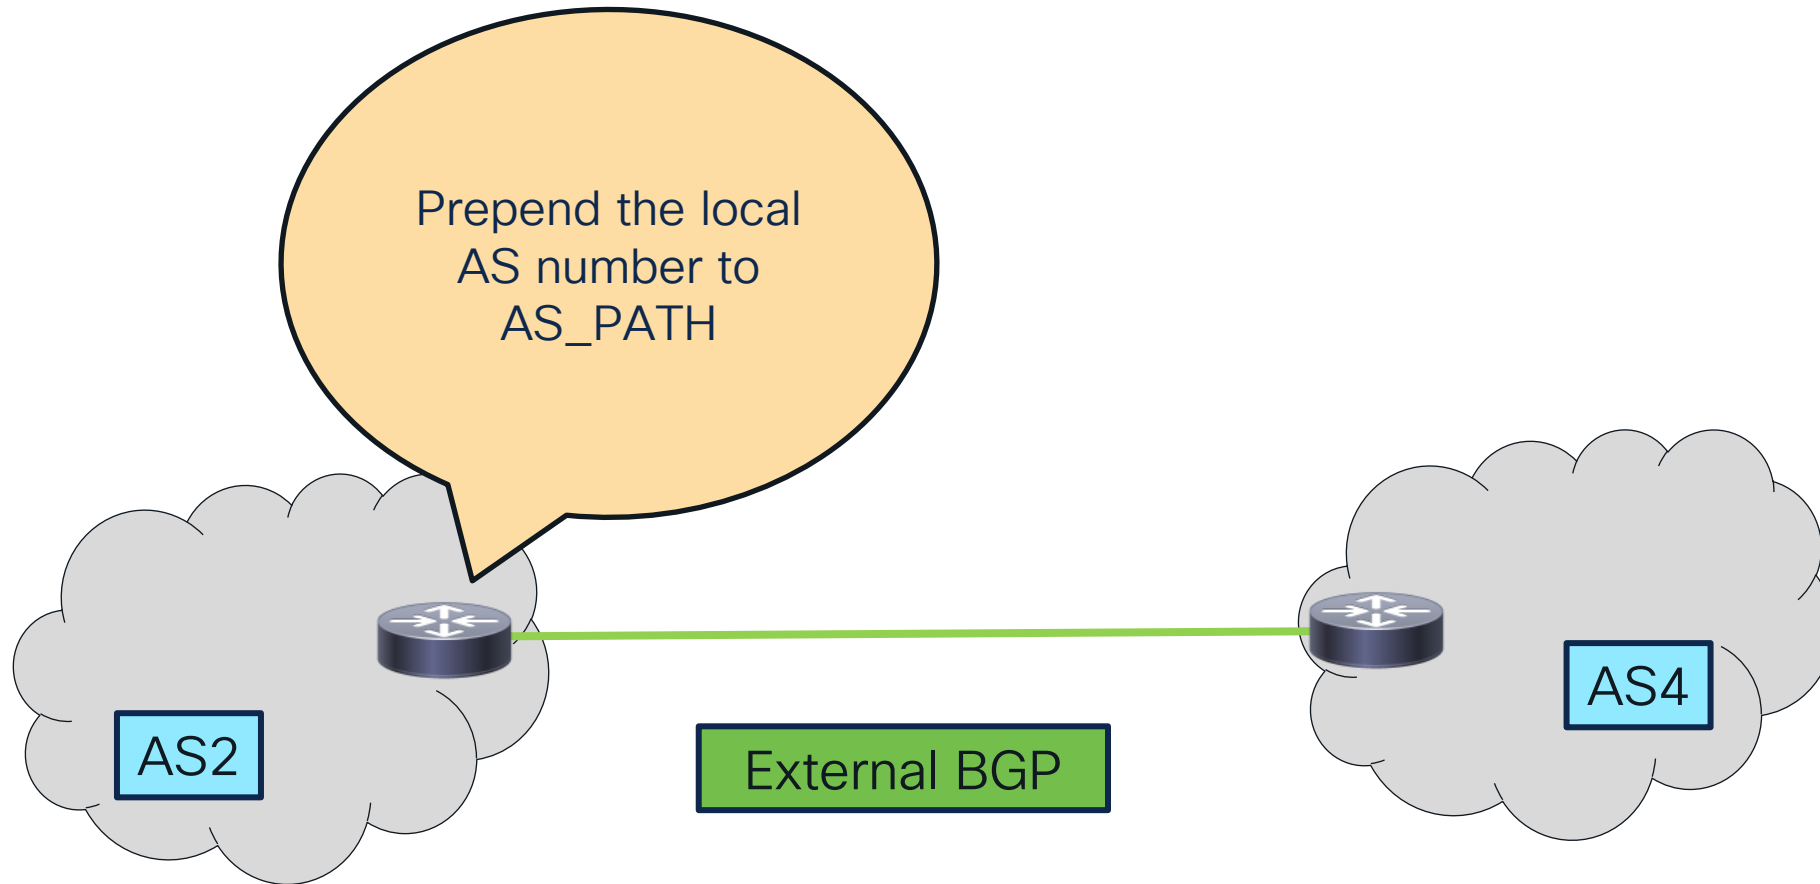 Prepend the local
AS number to
AS_PATH
AS2
External BGP
AS4